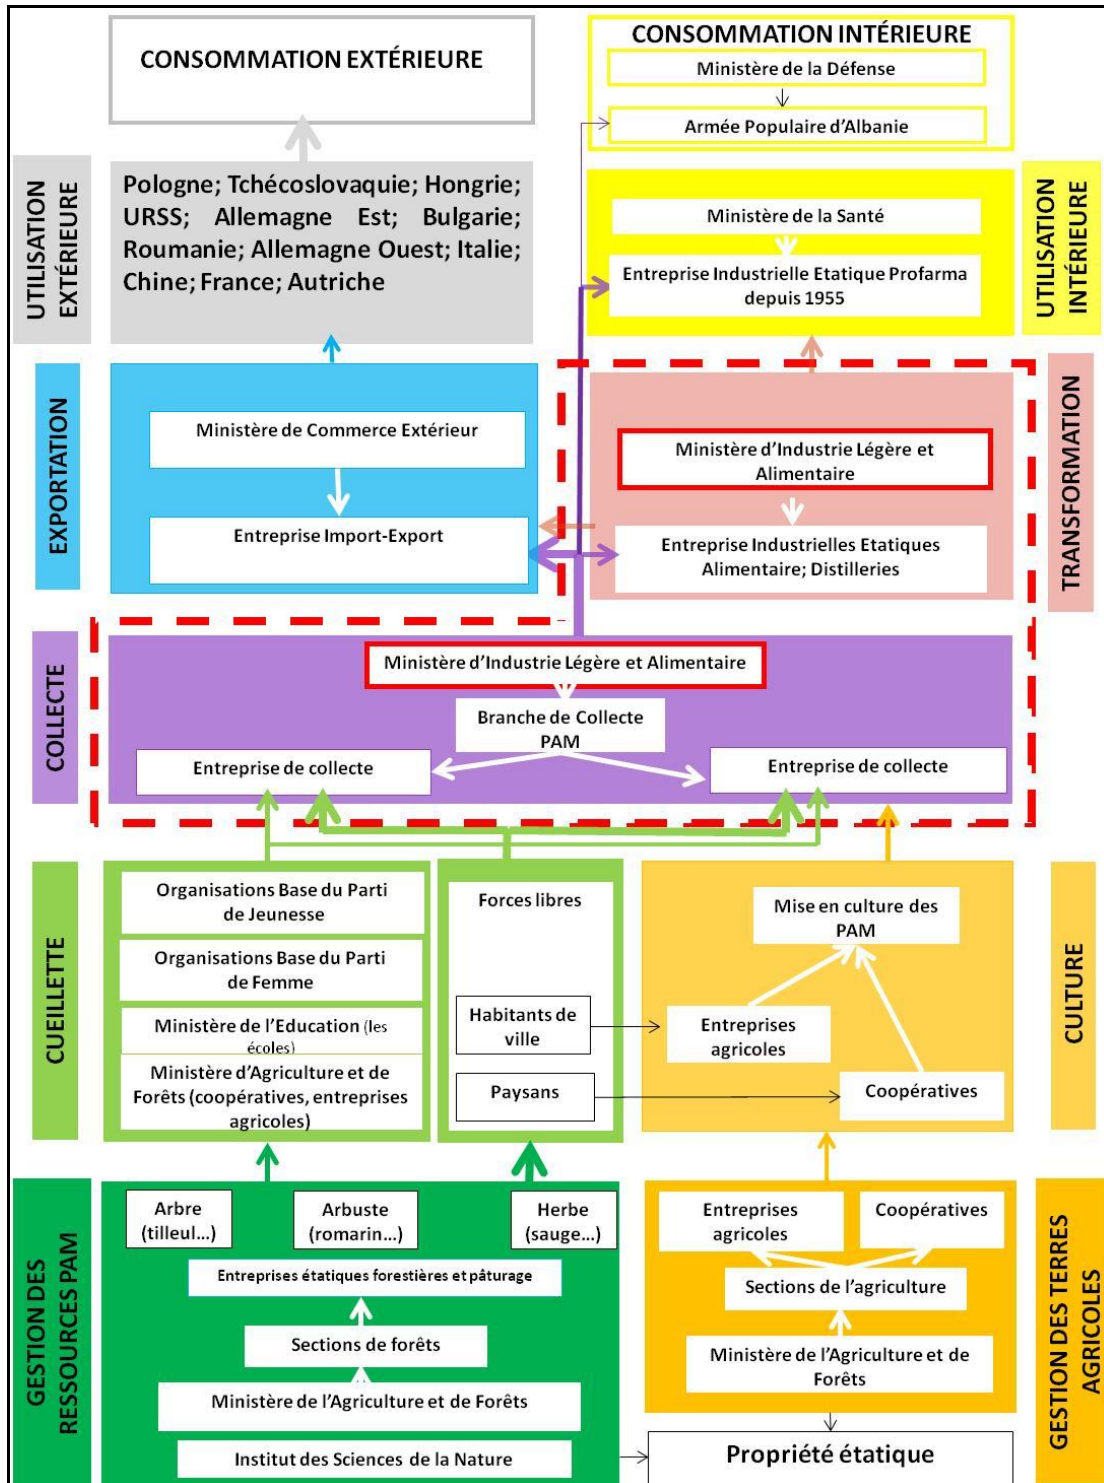 CONSOMMATION EXTÉRIEURE
CONSOMMATION INTÉRIEURE
Ministère de la Défense
Armée Populaire d'Albanie
UTILISATION
EXTÉRIEURE
Pologne; Tchécoslovaquie; Hongrie;
URSS; Allemagne Est; Bulgarie;
Roumanie; Allemagne Ouest; Italie;
Chine; France; Autriche
Ministère de la Santé
Entreprise Industrielle Etatique Profarma
depuis 1955
UTILISATION
INTÉRIEURE
EXPORTATION
Ministère de Commerce Extérieur
Entreprise Import-Export
Ministère d'Industrie Légère et
Alimentaire
Entreprise Industrielles Etatiques
Alimentaire; Distilleries
TRANSFORMATION
COLLECTE
Ministère d'Industrie Légère et Alimentaire
Branche de Collecte
PAM
Entreprise de collecte
Entreprise de collecte
CUEILLETTE
Organisations Base du Parti
de Jeunesse
Organisations Base du Parti
de Femme
Ministère de l'Education (les
écoles)
Ministère d'Agriculture et de
Forêts (coopératives, entreprises
agricoles)
Forces libres
Habitants de
ville
Paysans
Mise en culture des
PAM
Entreprises
agricoles
Coopératives
CULTURE
GESTION DES
RESSOURCES PAM
Arbre
(tilleul...)
Arbuste
(romarin...)
Herbe
(sauge...)
Entreprises étatiques forestières et pâturage
Sections de forêts
Ministère de l'Agriculture et de Forêts
Institut des Sciences de la Nature
Entreprises
agricoles
Coopératives
Sections de l'agriculture
Ministère de l'Agriculture et de
Forêts
Propriété étatique
GESTION DES TERRES
AGRICOLES